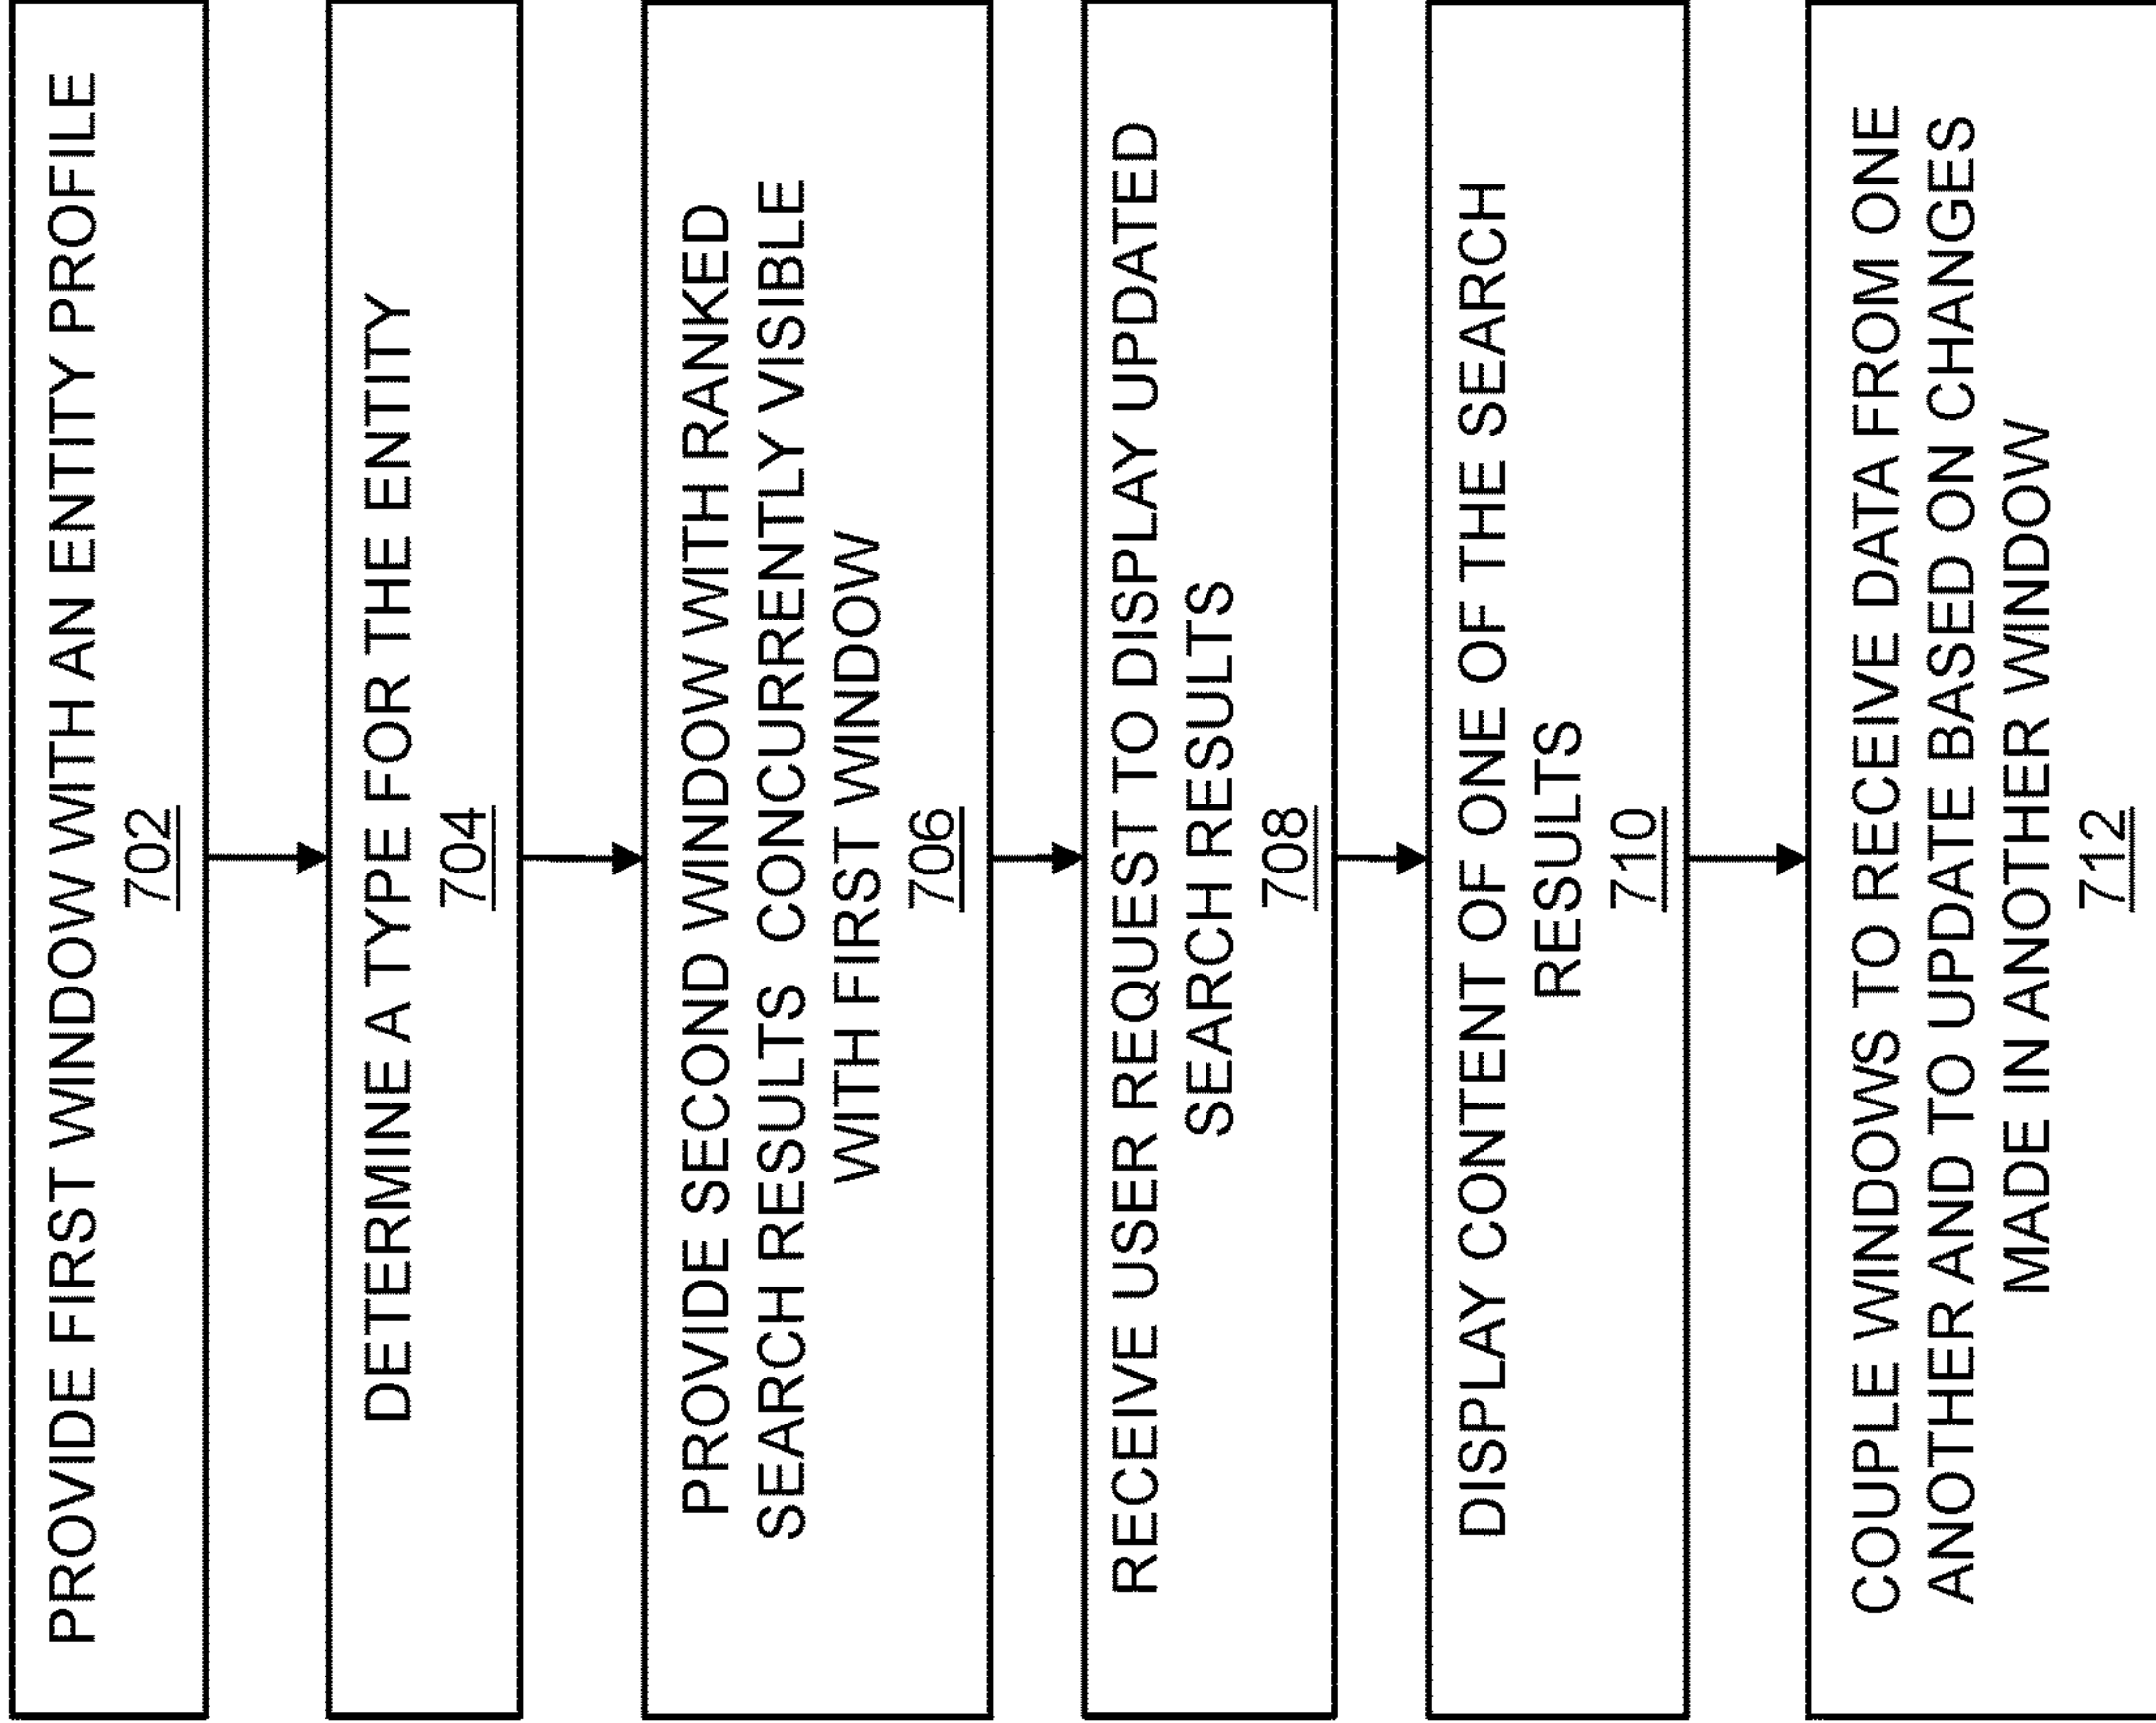 PROVIDE FIRST WINDOW WITH AN ENTITY PROFILE
702
DETERMINE A TYPE FOR THE ENTITY
704
PROVIDE SECOND WINDOW WITH RANKED
SEARCH RESULTS CONCURRENTLY VISIBLE
WITH FIRST WINDOW
706
RECEIVE USER REQUEST TO DISPLAY UPDATED
SEARCH RESULTS
708
DISPLAY CONTENT OF ONE OF THE SEARCH
RESULTS
710
COUPLE WINDOWS TO RECEIVE DATA FROM ONE
ANOTHER AND TO UPDATE BASED ON CHANGES
MADE IN ANOTHER WINDOW
712